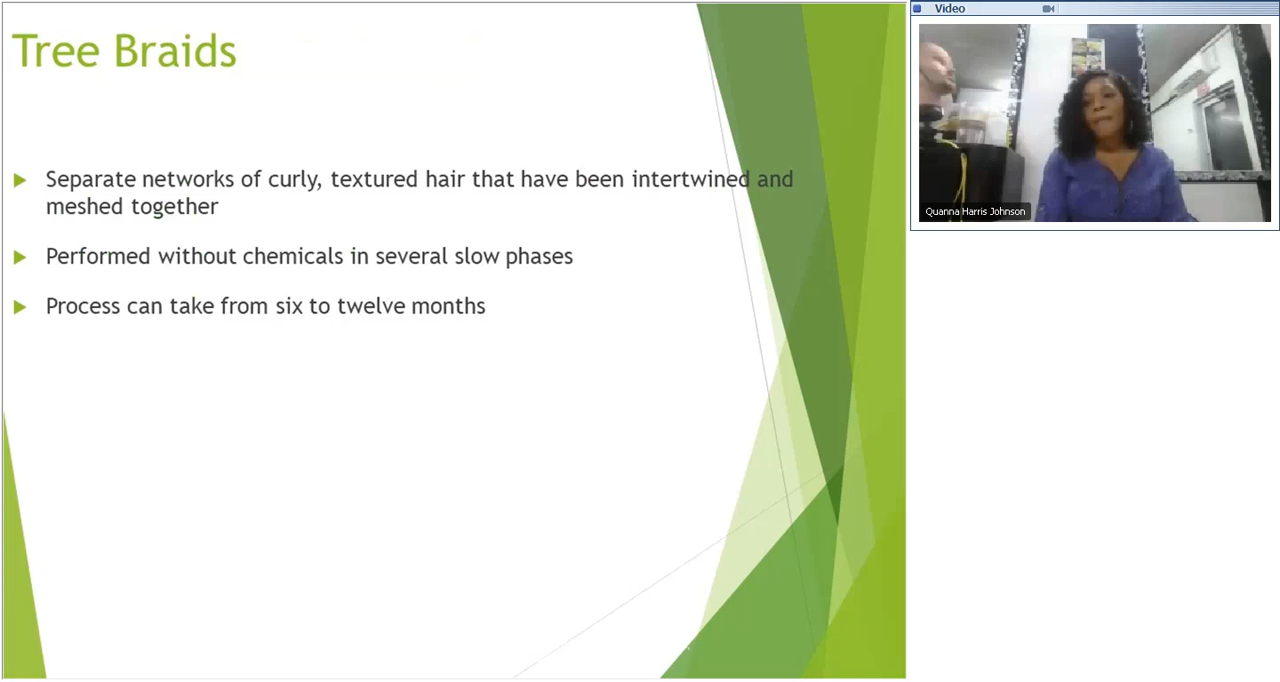 Tree Braids
Separate networks of curly, textured hair that have been intertwined and
meshed together
Performed without chemicals in several slow phases
Process can take from six to twelve months
Video
Quanna Harris Johnson